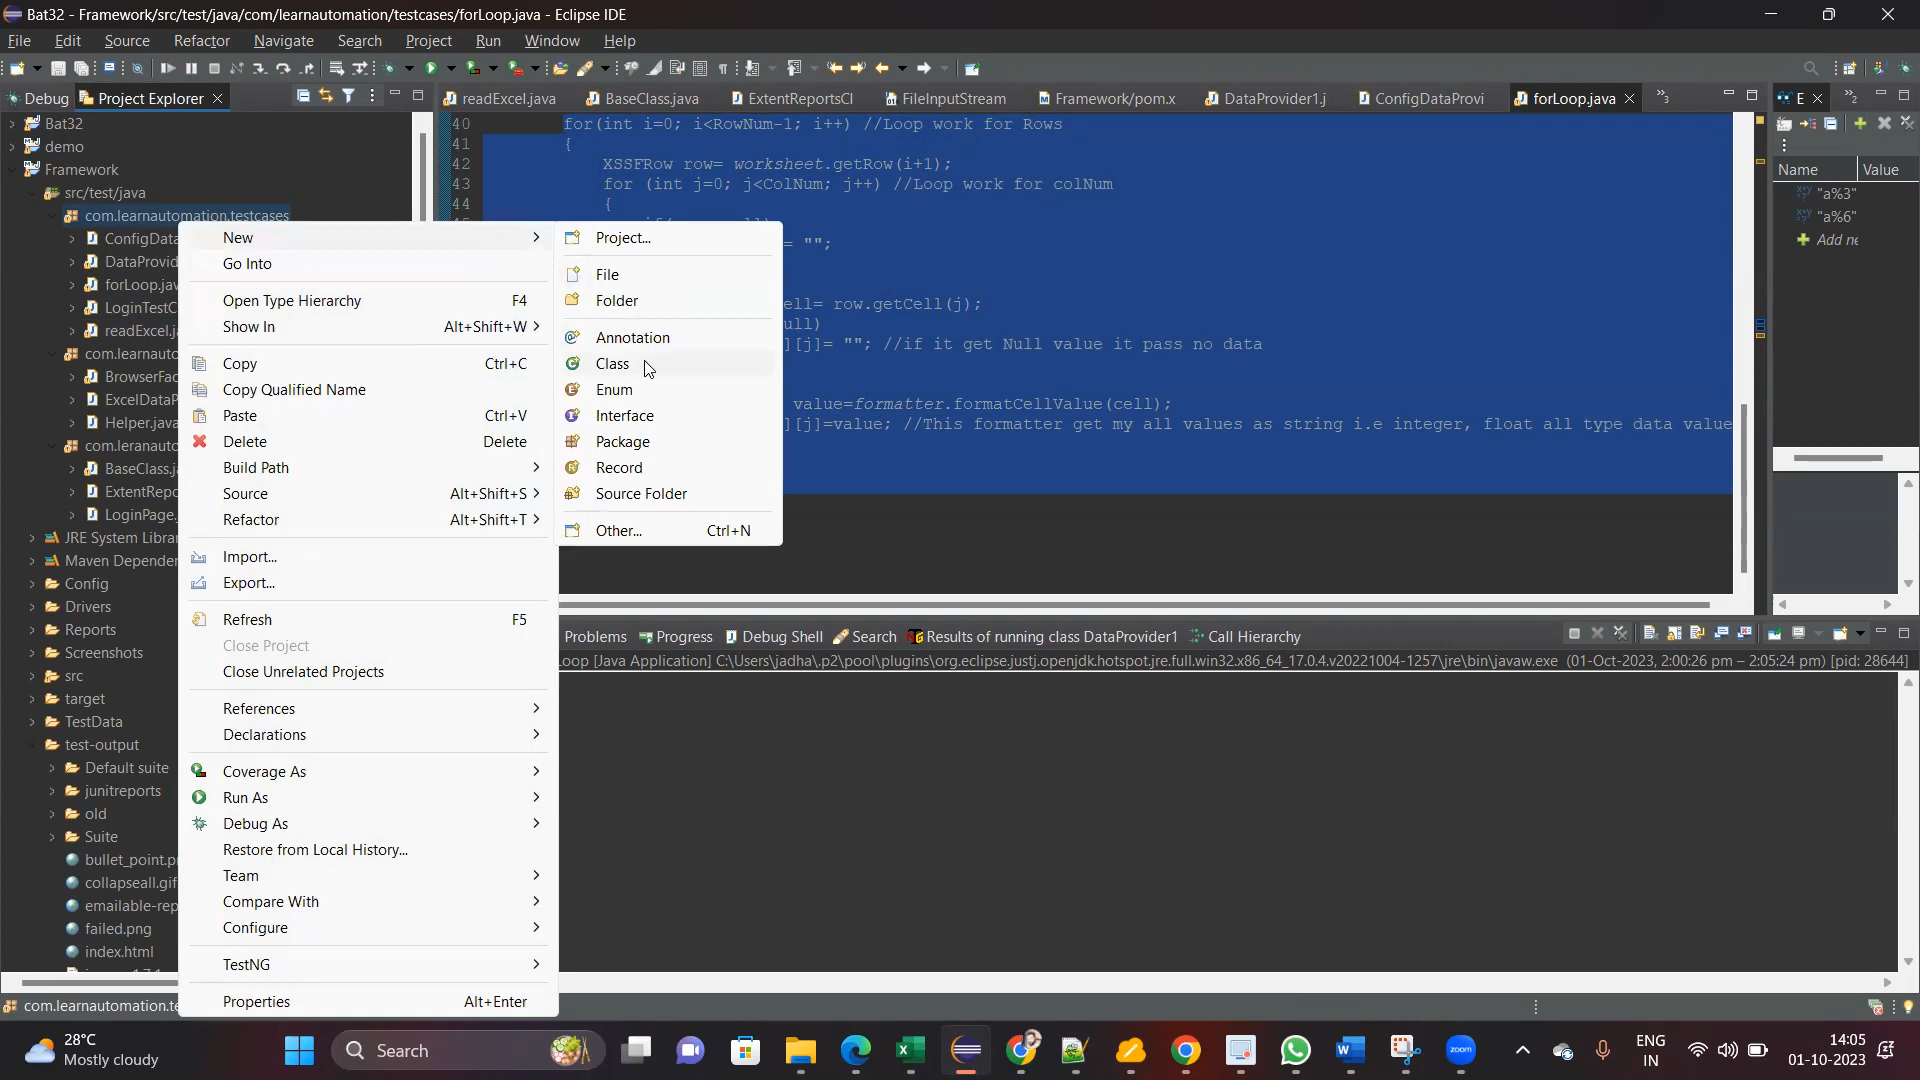 Bat32 - Framework/src/test/java/com/learnautomation/testcases/forLoop.java - Eclipse IDE
File Edit Source Refactor Navigate Search Project Run Window Help
Debug Project Explorer
readExcel.java BaseClass.java ExtentReportsCl FileInputStream Framework/pom.x DataProvider1.j ConfigDataProvi forLoop.java »3 E »2
Bat32
demo
Framework
src/test/java
com.learnautomation.testcases
ConfigData
DataProvid
forLoop.jav
LoginTestC
readExcel.ja
com.learnauto
BrowserFac
ExcelDataP
Helper.java
com.leranauto
BaseClass.j
ExtentRepo
LoginPage.
JRE System Librar
Maven Depender
Config
Drivers
Reports
Screenshots
src
target
TestData
test-output
Default suite
junitreports
old
Suite
bullet_point.p
collapseall.gif
emailable-rep
failed.png
index.html
New
Go Into
Open Type Hierarchy F4
Show In Alt+Shift+W
Copy Ctrl+C
Copy Qualified Name
Paste Ctrl+V
Delete Delete
Build Path
Source Alt+Shift+S
Refactor Alt+Shift+T
Import...
Export...
Refresh F5
Close Project
Close Unrelated Projects
References
Declarations
Coverage As
Run As
Debug As
Restore from Local History...
Team
Compare With
Configure
TestNG
Properties Alt+Enter
Project...
File
Folder
Annotation
Class
Enum
Interface
Package
Record
Source Folder
Other... Ctrl+N
40 for(int i=0; i<RowNum-1; i++) //Loop work for Rows
41 {
42 XSSFRow row= worksheet.getRow(i+1);
43 for (int j=0; j<ColNum; j++) //Loop work for colNum
44 {
= "";
ell= row.getCell(j);
ull)
][j]= ""; //if it get Null value it pass no data
value=formatter.formatCellValue(cell);
][j]=value; //This formatter get my all values as string i.e integer, float all type data value
Name Value
"a%3"
"a%6"
Add ne
Problems Progress Debug Shell Search Results of running class DataProvider1 Call Hierarchy
Loop [Java Application] C:\Users\jadha\.p2\pool\plugins\org.eclipse.justj.openjdk.hotspot.jre.full.win32.x86_64_17.0.4.v20221004-1257\jre\bin\javaw.exe (01-Oct-2023, 2:00:26 pm – 2:05:24 pm) [pid: 28644]
com.learnautomation.te
28°C
Mostly cloudy
Search
zoom
ENG
IN
14:05
01-10-2023